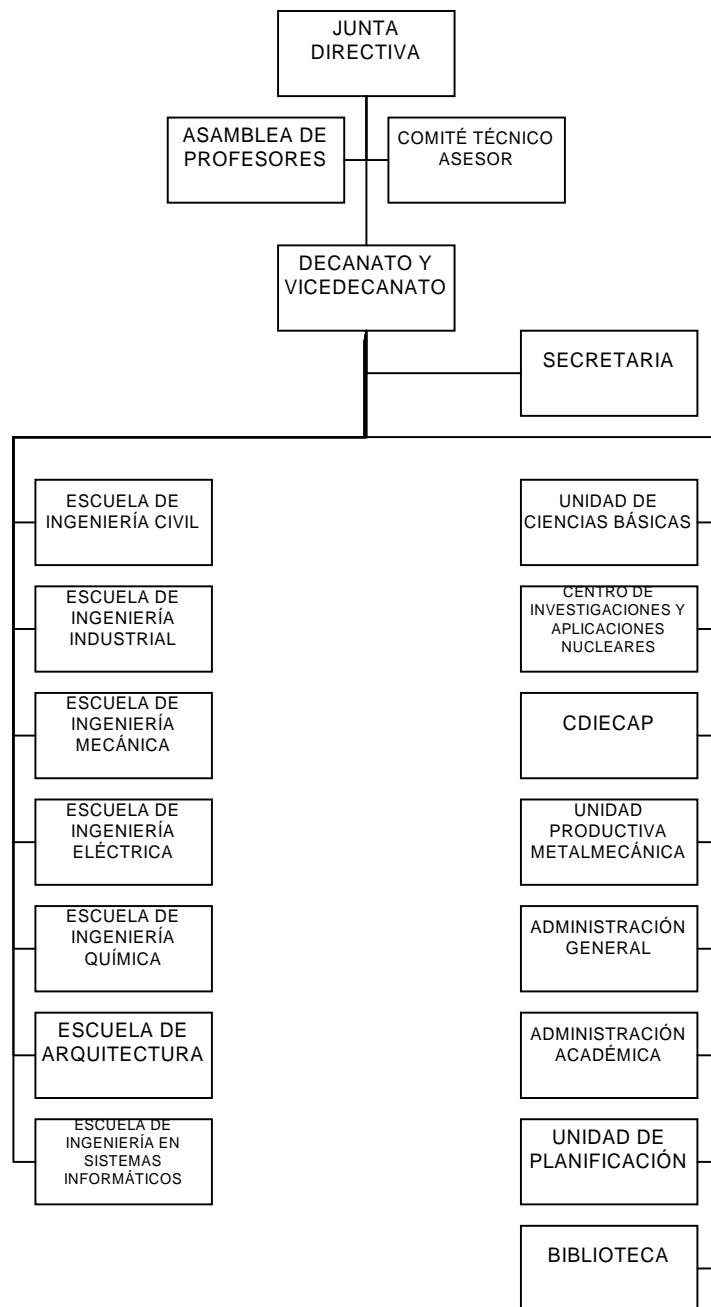 JUNTA
DIRECTIVA
ASAMBLEA DE
PROFESORES
COMITÉ TÉCNICO
ASESOR
DECANATO Y
VICEDECANATO
SECRETARIA
ESCUELA DE
INGENIERÍA CIVIL
ESCUELA DE
INGENIERÍA
INDUSTRIAL
ESCUELA DE
INGENIERÍA
MECÁNICA
ESCUELA DE
INGENIERÍA
ELÉCTRICA
ESCUELA DE
INGENIERÍA
QUÍMICA
ESCUELA DE
ARQUITECTURA
ESCUELA DE
INGENIERÍA EN
SISTEMAS
INFORMÁTICOS
UNIDAD DE
CIENCIAS BÁSICAS
CENTRO DE
INVESTIGACIONES Y
APLICACIONES
NUCLEARES
CDIECAP
UNIDAD
PRODUCTIVA
METALMECÁNICA
ADMINISTRACIÓN
GENERAL
ADMINISTRACIÓN
ACADÉMICA
UNIDAD DE
PLANIFICACIÓN
BIBLIOTECA